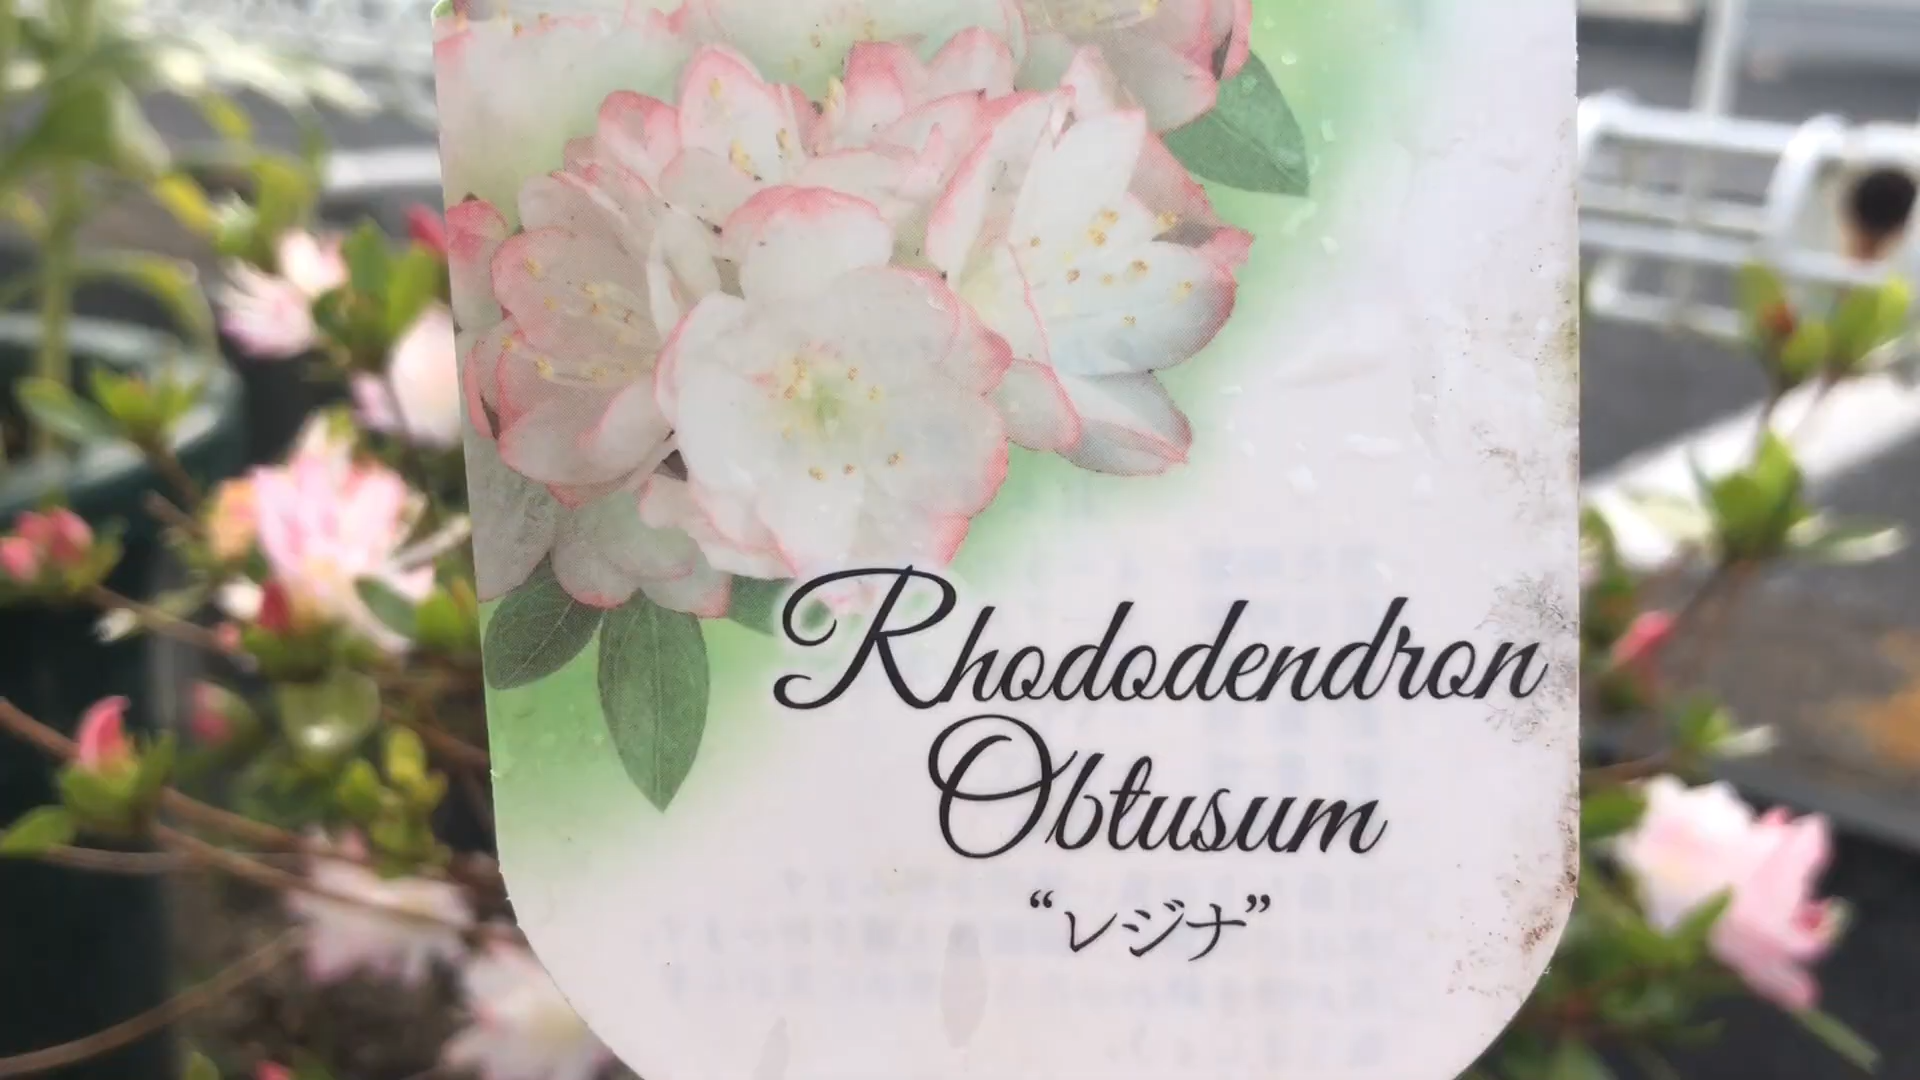 Rhododendron
Obtusum
“レジナ”